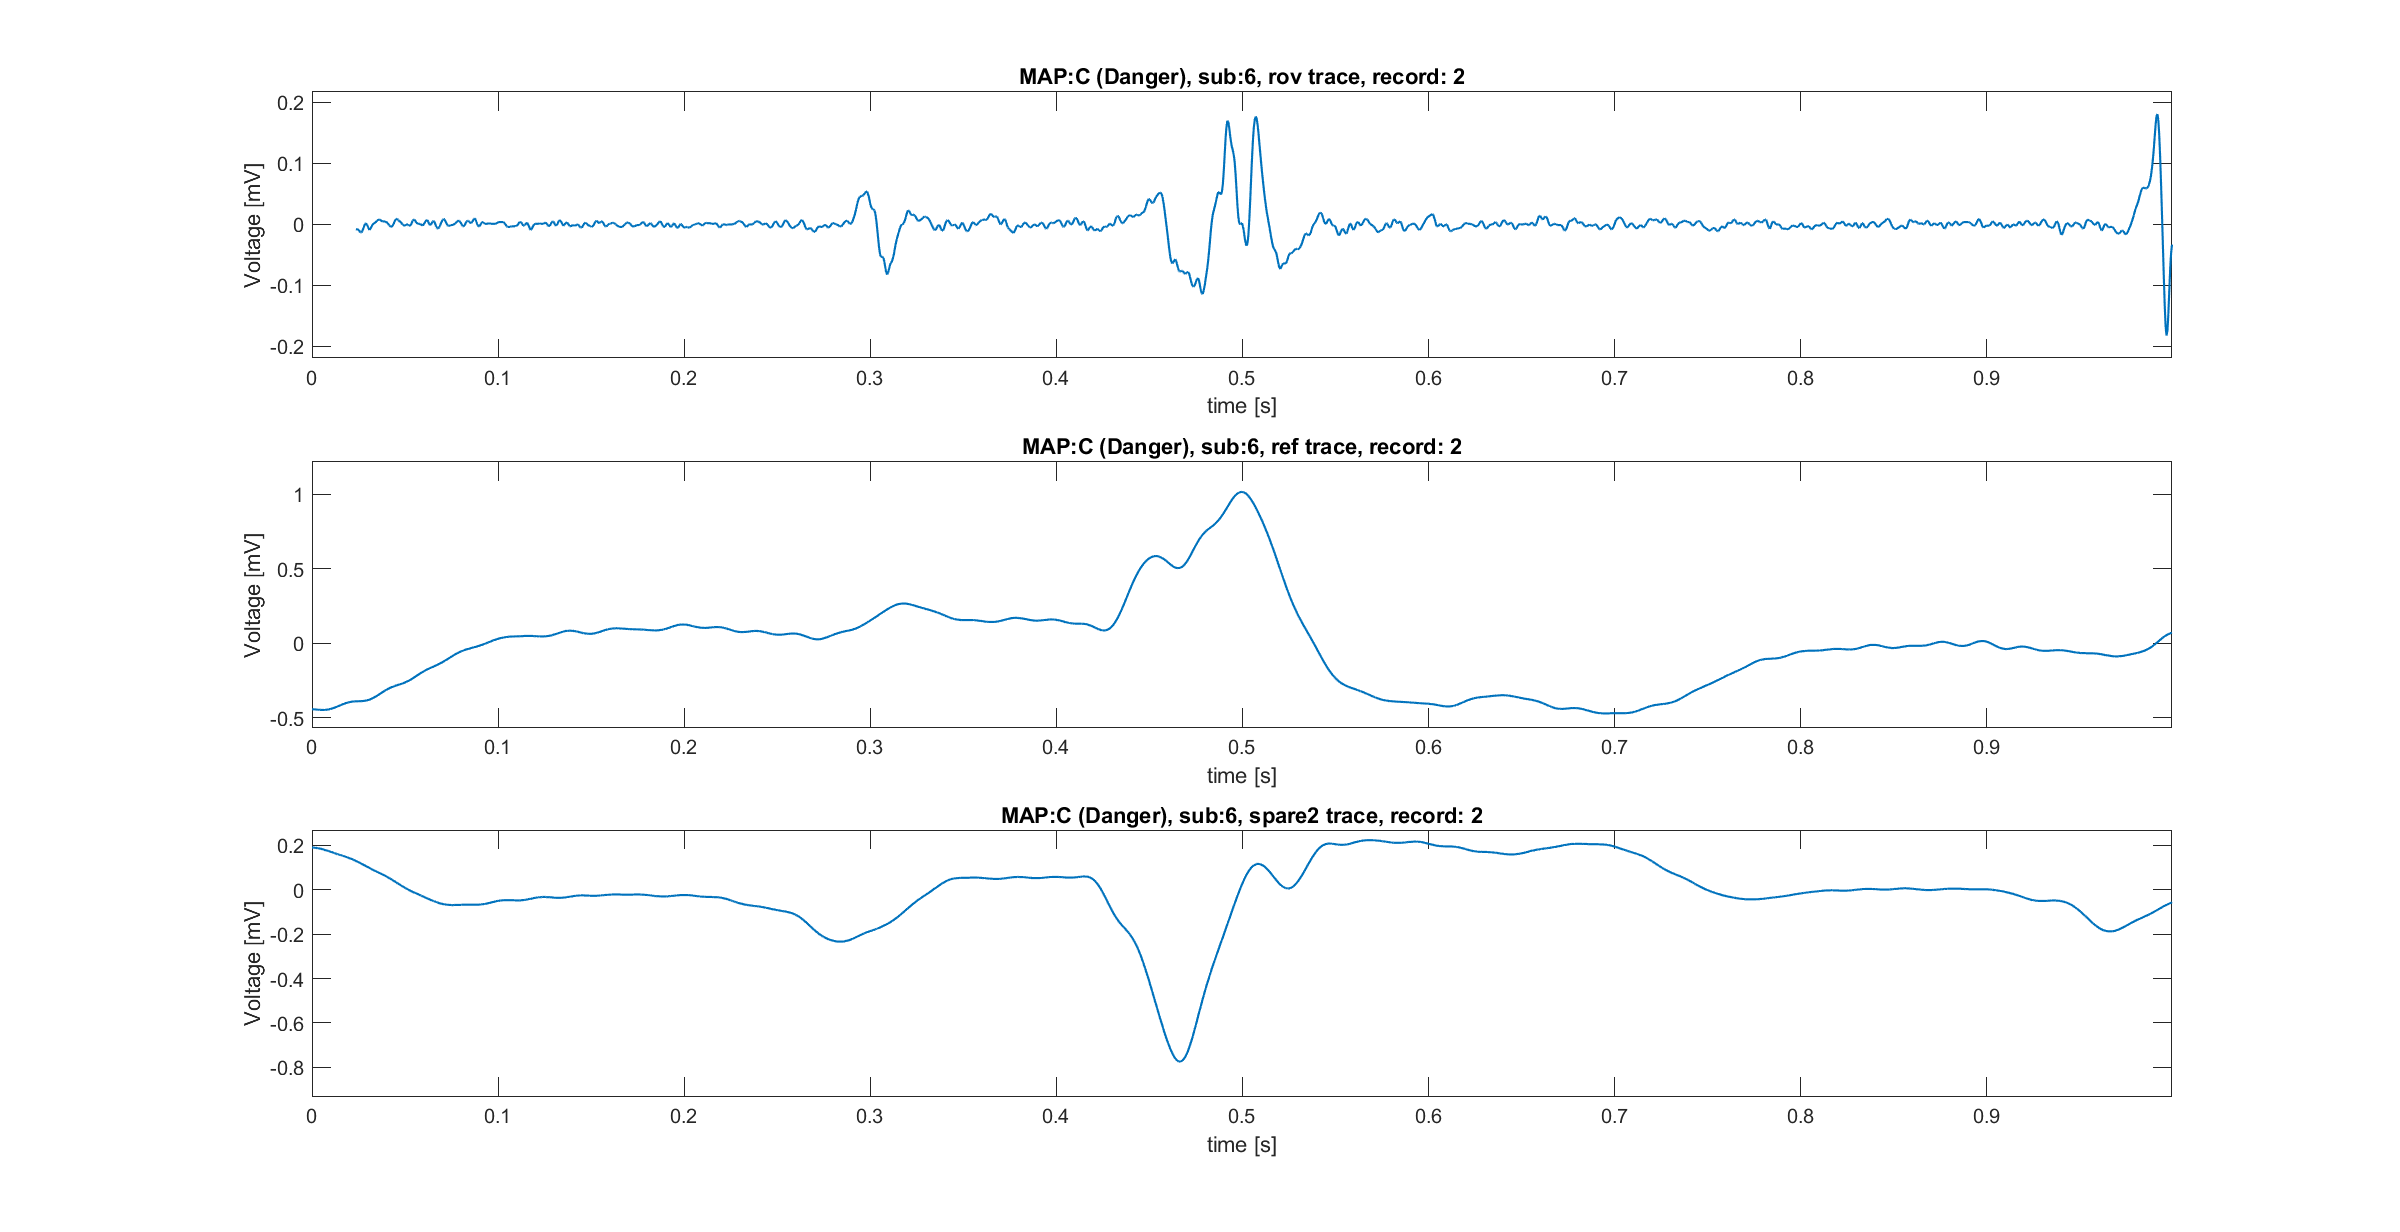 MAP:C (Danger), sub:6, rov trace, record: 2
Voltage [mV]
0.2
0.1
0
-0.1
-0.2
0 0.1 0.2 0.3 0.4 0.5 0.6 0.7 0.8 0.9
time [s]
MAP:C (Danger), sub:6, ref trace, record: 2
Voltage [mV]
1
0.5
0
-0.5
0 0.1 0.2 0.3 0.4 0.5 0.6 0.7 0.8 0.9
time [s]
MAP:C (Danger), sub:6, spare2 trace, record: 2
Voltage [mV]
0.2
0
-0.2
-0.4
-0.6
-0.8
0 0.1 0.2 0.3 0.4 0.5 0.6 0.7 0.8 0.9
time [s]